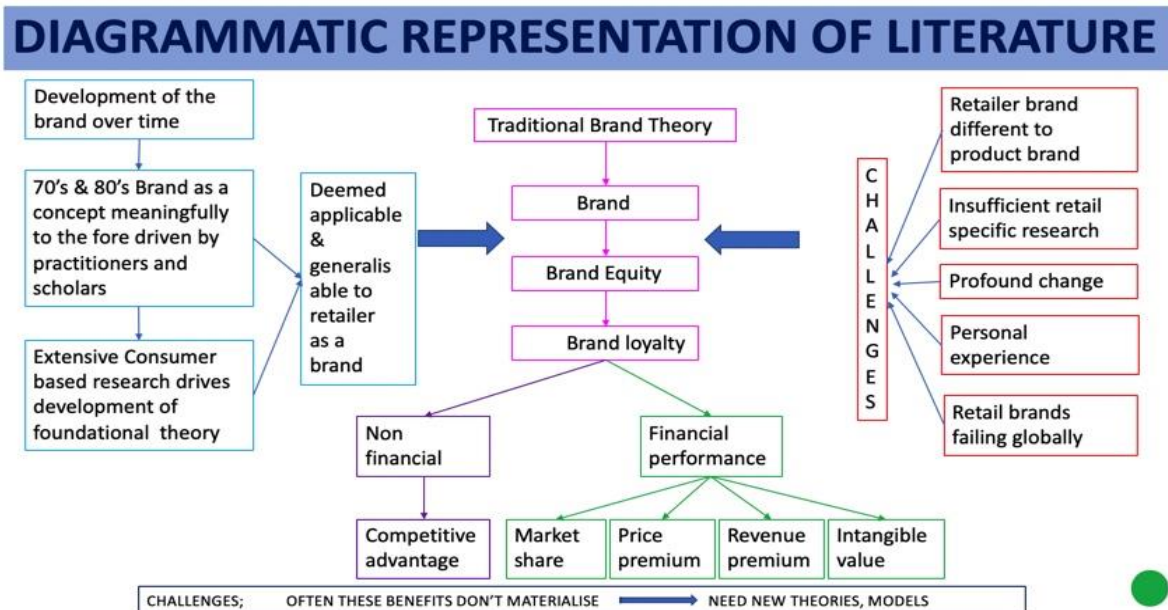 DIAGRAMMATIC REPRESENTATION OF LITERATURE
Development of the
brand over time
70's & 80's Brand as a
concept meaningfully
to the fore driven by
practitioners and
scholars
Extensive Consumer
based research drives
development of
foundational theory
Deemed
applicable
&
generalis
able to
retailer
as a
brand
Traditional Brand Theory
Brand
Brand Equity
Brand loyalty
Non
financial
Financial
performance
Competitive
advantage
Market
share
Price
premium
Revenue
premium
Intangible
value
C
H
A
L
L
E
N
G
E
S
Retailer brand
different to
product brand
Insufficient retail
specific research
Profound change
Personal
experience
Retail brands
failing globally
CHALLENGES; OFTEN THESE BENEFITS DON'T MATERIALISE NEED NEW THEORIES, MODELS